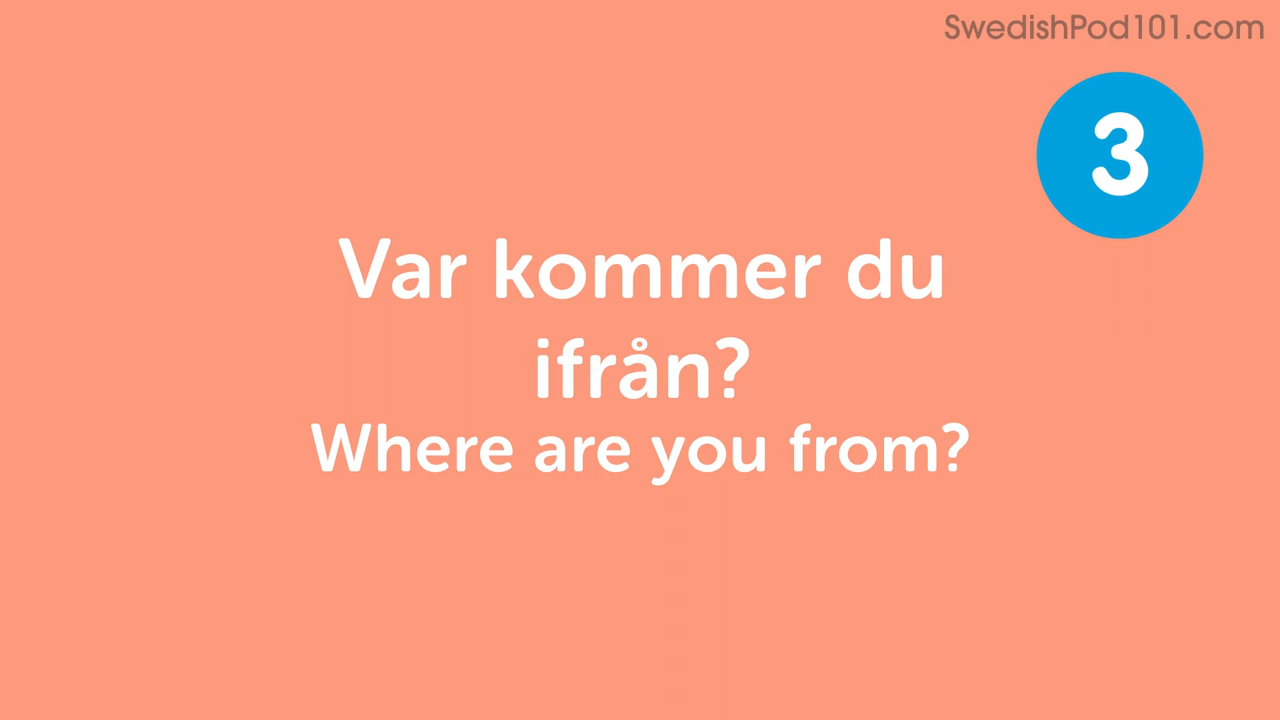 SwedishPod101.com
3
Var kommer du
ifrån?
Where are you from?